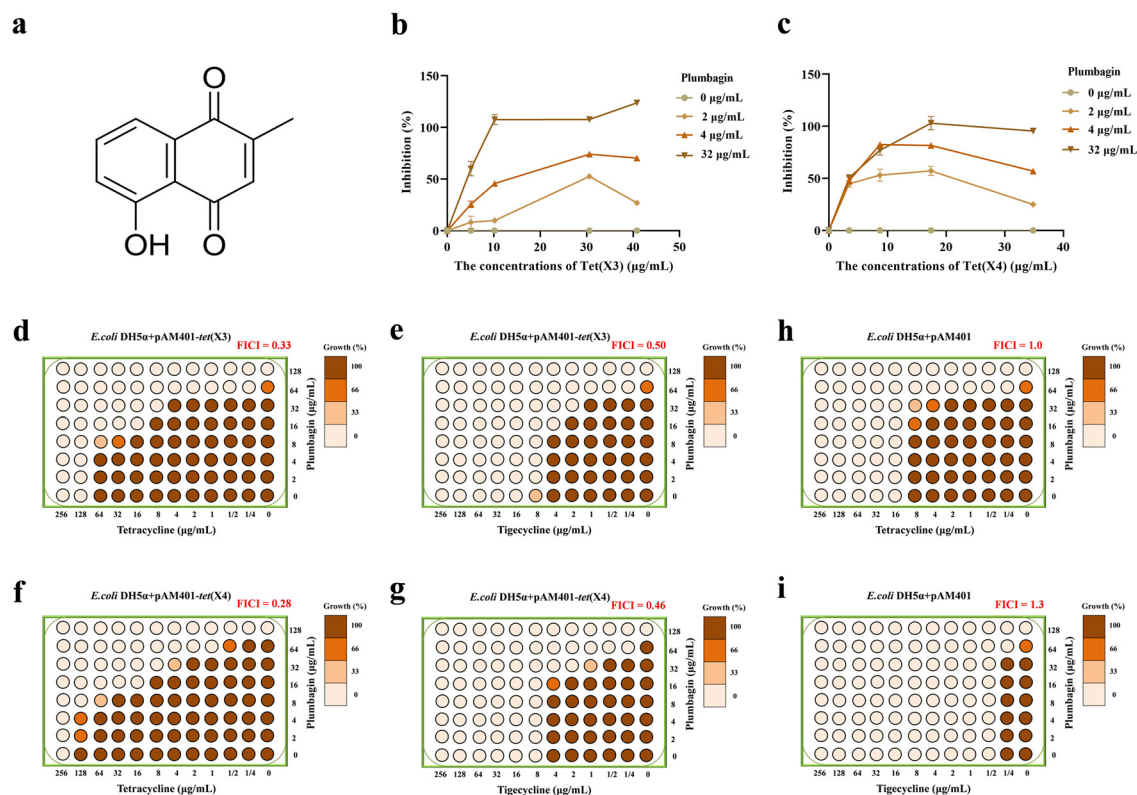 a
O
O
OH
b
Plumbagin
0 μg/mL
2 μg/mL
4 μg/mL
32 μg/mL
150
100
50
0
Inhibition (%)
0 10 20 30 40 50
The concentrations of Tet(X3) (μg/mL)
c
Plumbagin
0 μg/mL
2 μg/mL
4 μg/mL
32 μg/mL
150
100
50
0
Inhibition (%)
0 10 20 30 40
The concentrations of Tet(X4) (μg/mL)
d
E.coli DH5α+pAM401-tet(X3)
FICI = 0.33
Growth (%)
100
66
33
0
128
64
32
16
8
4
2
0
Plumbagin (μg/mL)
256 128 64 32 16 8 4 2 1 1/2 1/4 0
Tetracycline (μg/mL)
e
E.coli DH5α+pAM401-tet(X3)
FICI = 0.50
Growth (%)
100
66
33
0
128
64
32
16
8
4
2
0
Plumbagin (μg/mL)
256 128 64 32 16 8 4 2 1 1/2 1/4 0
Tigecycline (μg/mL)
h
E.coli DH5α+pAM401
FICI = 1.0
Growth (%)
100
66
33
0
128
64
32
16
8
4
2
0
Plumbagin (μg/mL)
256 128 64 32 16 8 4 2 1 1/2 1/4 0
Tetracycline (μg/mL)
f
E.coli DH5α+pAM401-tet(X4)
FICI = 0.28
Growth (%)
100
66
33
0
128
64
32
16
8
4
2
0
Plumbagin (μg/mL)
256 128 64 32 16 8 4 2 1 1/2 1/4 0
Tetracycline (μg/mL)
g
E.coli DH5α+pAM401-tet(X4)
FICI = 0.46
Growth (%)
100
66
33
0
128
64
32
16
8
4
2
0
Plumbagin (μg/mL)
256 128 64 32 16 8 4 2 1 1/2 1/4 0
Tigecycline (μg/mL)
i
E.coli DH5α+pAM401
FICI = 1.3
Growth (%)
100
66
33
0
128
64
32
16
8
4
2
0
Plumbagin (μg/mL)
256 128 64 32 16 8 4 2 1 1/2 1/4 0
Tigecycline (μg/mL)